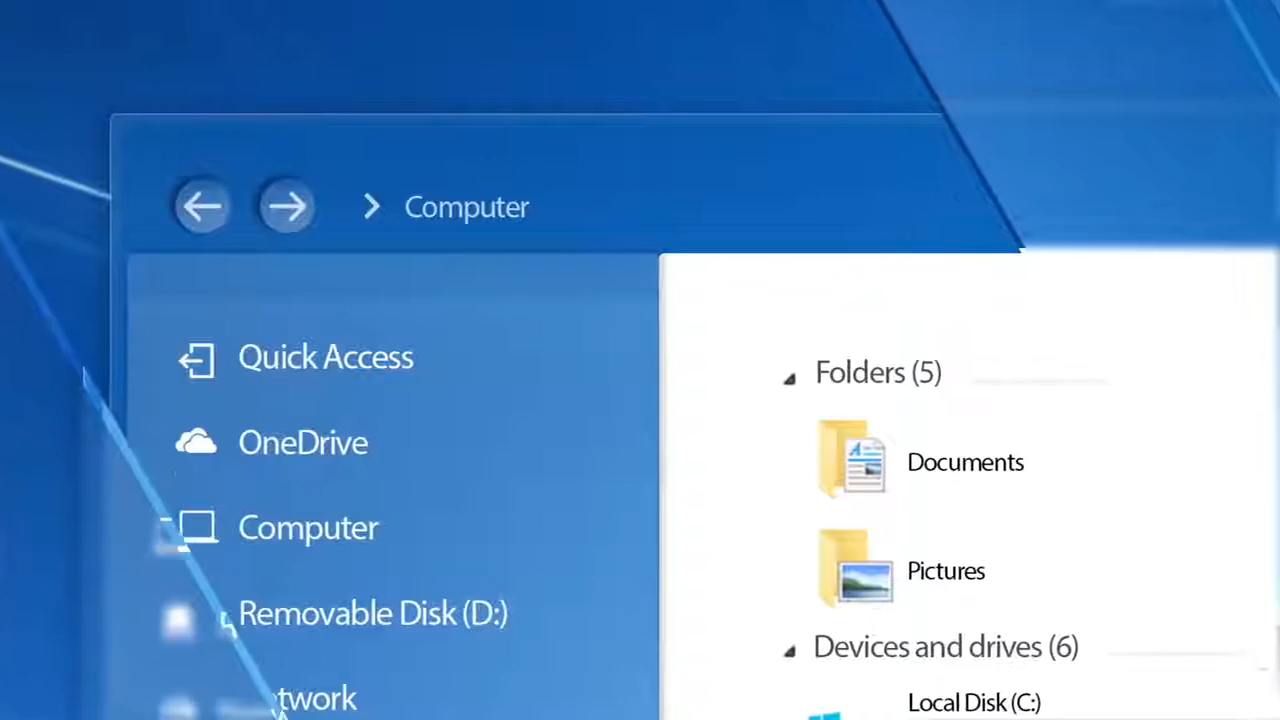 Computer
Quick Access
OneDrive
Computer
Removable Disk (D:)
twork
Folders (5)
Documents
Pictures
Devices and drives (6)
Local Disk (C:)